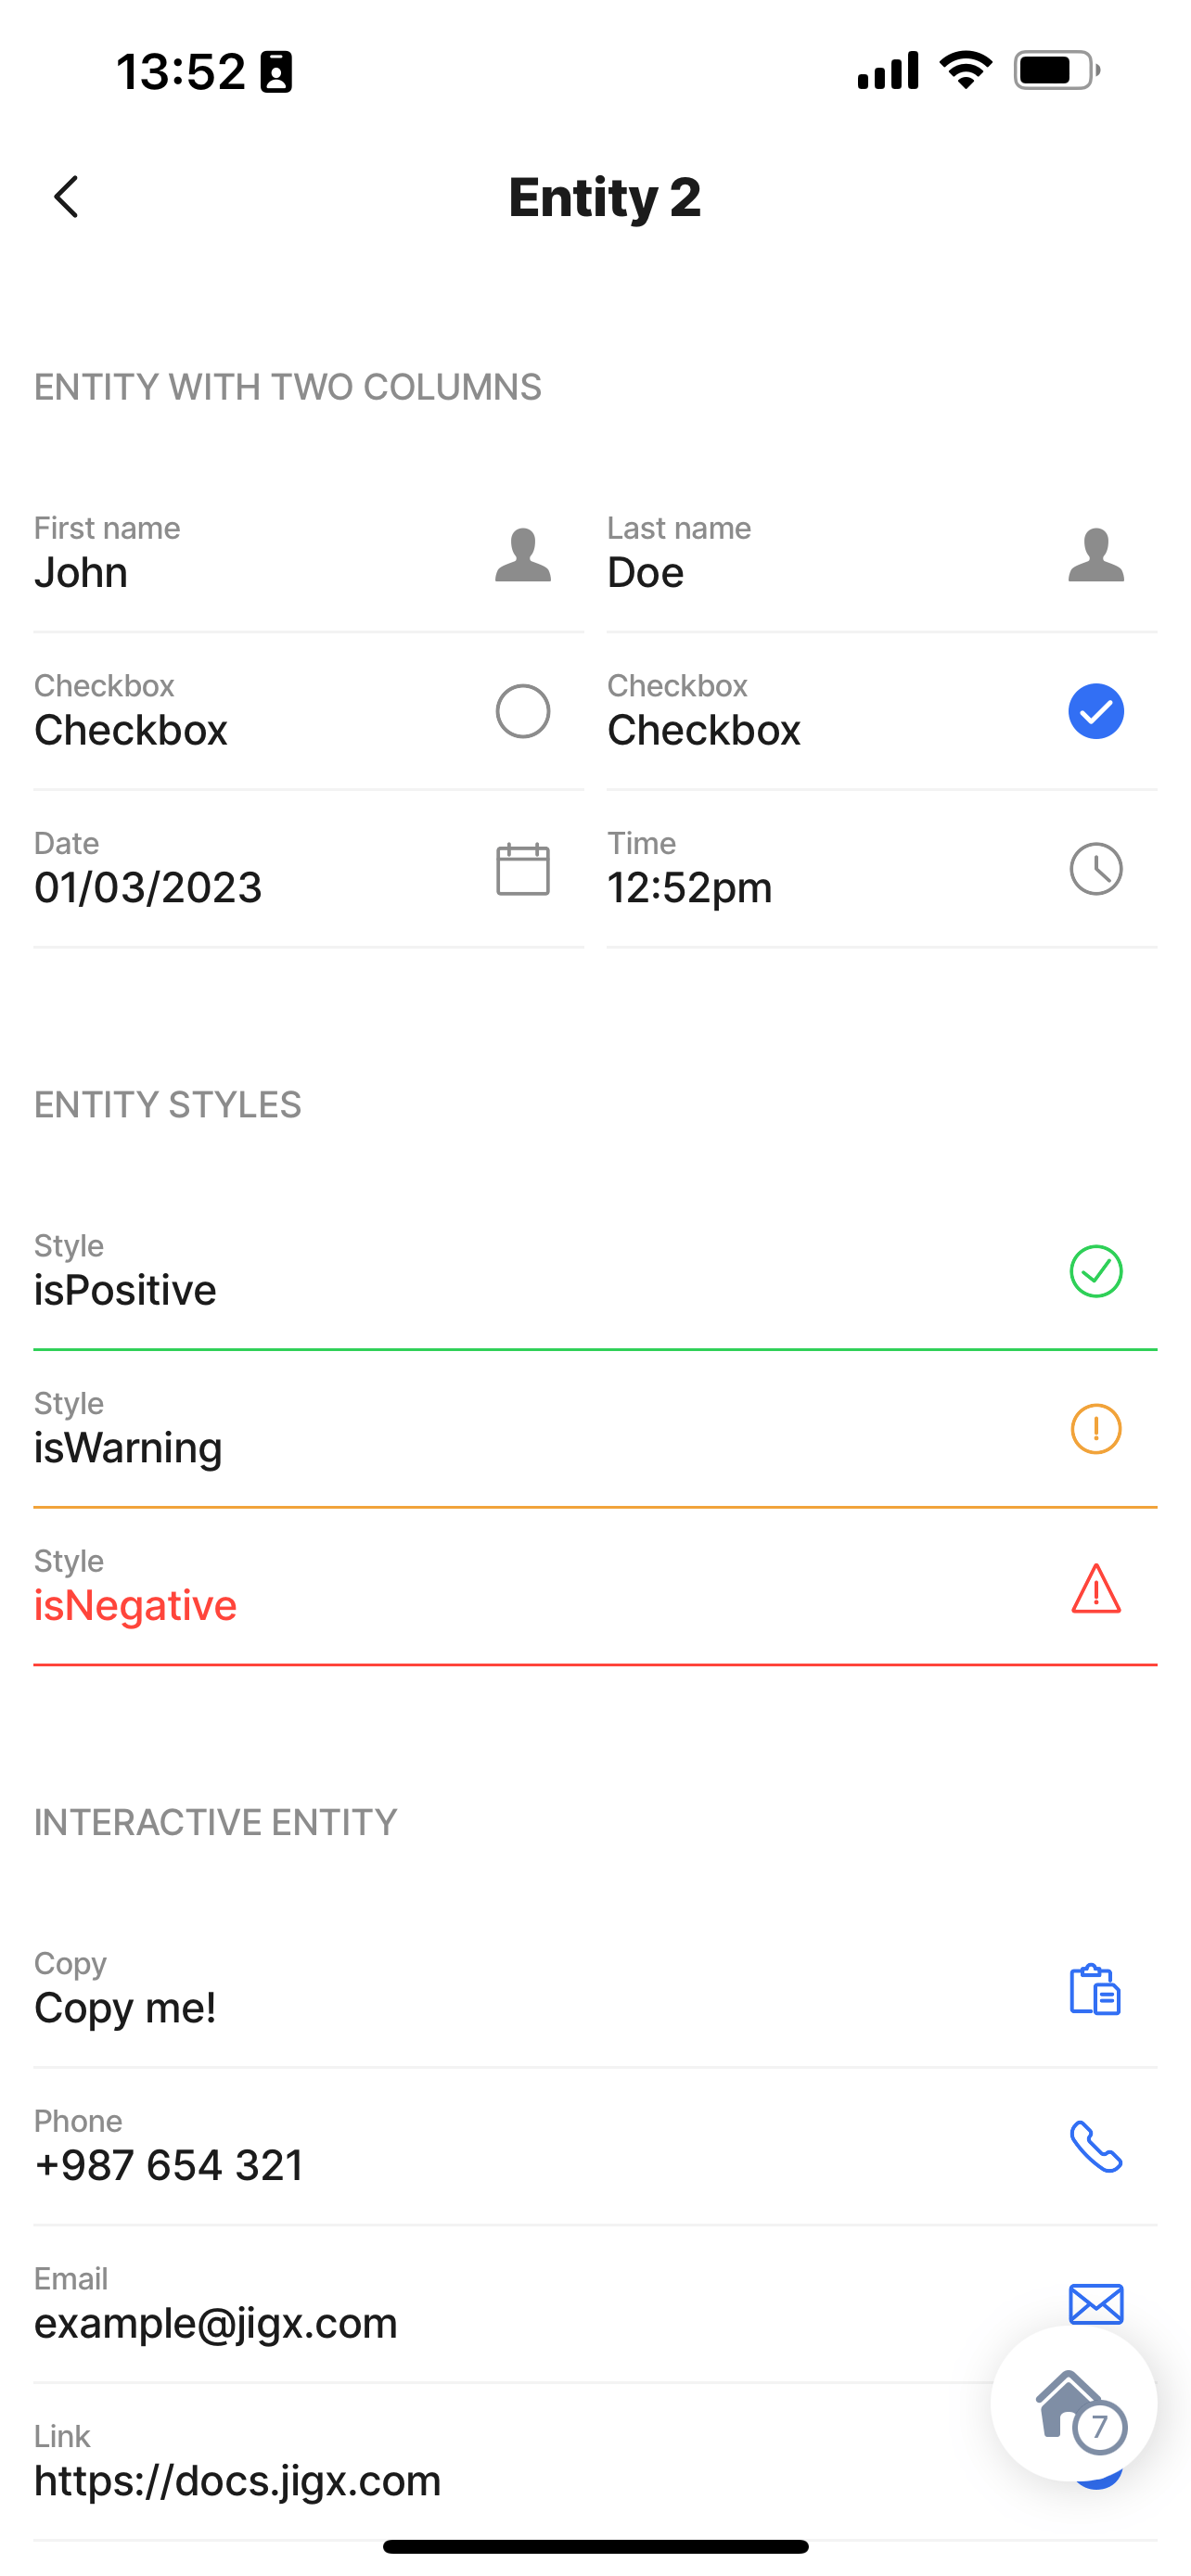 13:52
Entity 2
ENTITY WITH TWO COLUMNS
First name
John
Last name
Doe
Checkbox
Checkbox
Checkbox
Checkbox
Date
01/03/2023
Time
12:52pm
ENTITY STYLES
Style
isPositive
Style
isWarning
Style
isNegative
INTERACTIVE ENTITY
Copy
Copy me!
Phone
+987 654 321
Email
example@jigx.com
Link
https://docs.jigx.com
7